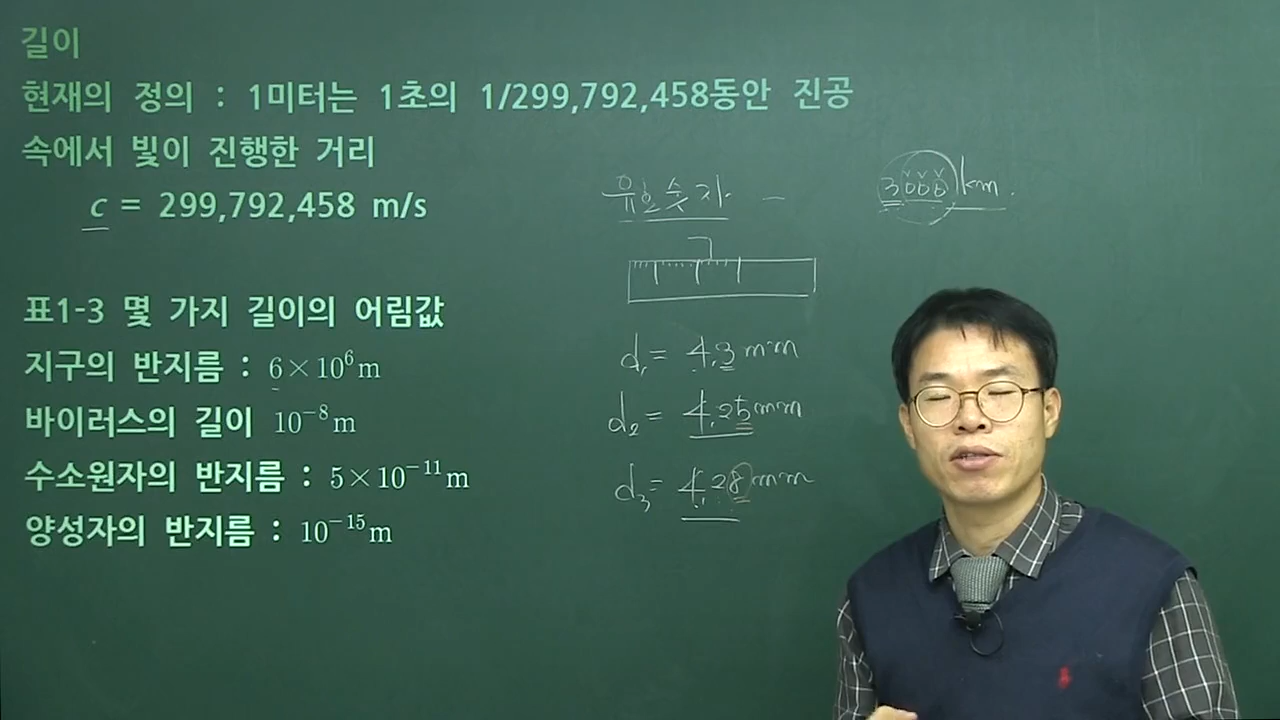 길이
현재의 정의 : 1미터는 1초의 1/299,792,458동안 진공
속에서 빛이 진행한 거리
c = 299,792,458 m/s
표1-3 몇 가지 길이의 어림값
지구의 반지름 : 6×10⁶m
바이러스의 길이 10⁻⁸m
수소원자의 반지름 : 5×10⁻¹¹m
양성자의 반지름 : 10⁻¹⁵m
유효숫자 -
3000 km.
d₁= 4.3mm
d₂= 4.25mm
d₃= 4.28mm